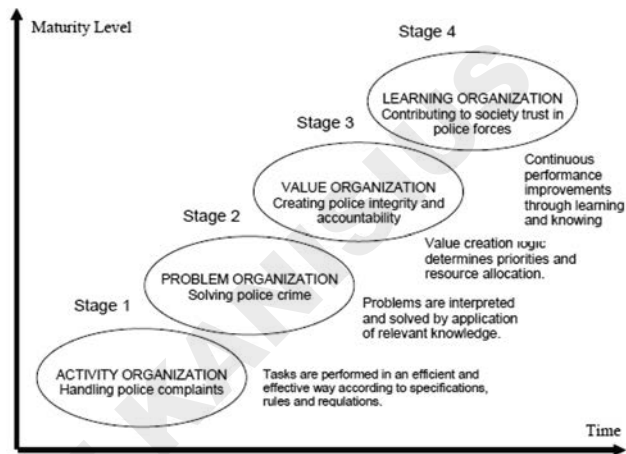 Maturity Level
Stage 4
LEARNING ORGANIZATION
Contributing to society trust in
police forces
Stage 3
Continuous
performance
improvements
through learning
and knowing
VALUE ORGANIZATION
Creating police integrity and
accountability
Stage 2
Value creation logic
determines priorities and
resource allocation.
PROBLEM ORGANIZATION
Solving police crime
Stage 1
Problems are interpreted
and solved by application
of relevant knowledge.
ACTIVITY ORGANIZATION
Handling police complaints
Tasks are performed in an efficient and
effective way according to specifications,
rules and regulations.
Time
KANISIUS